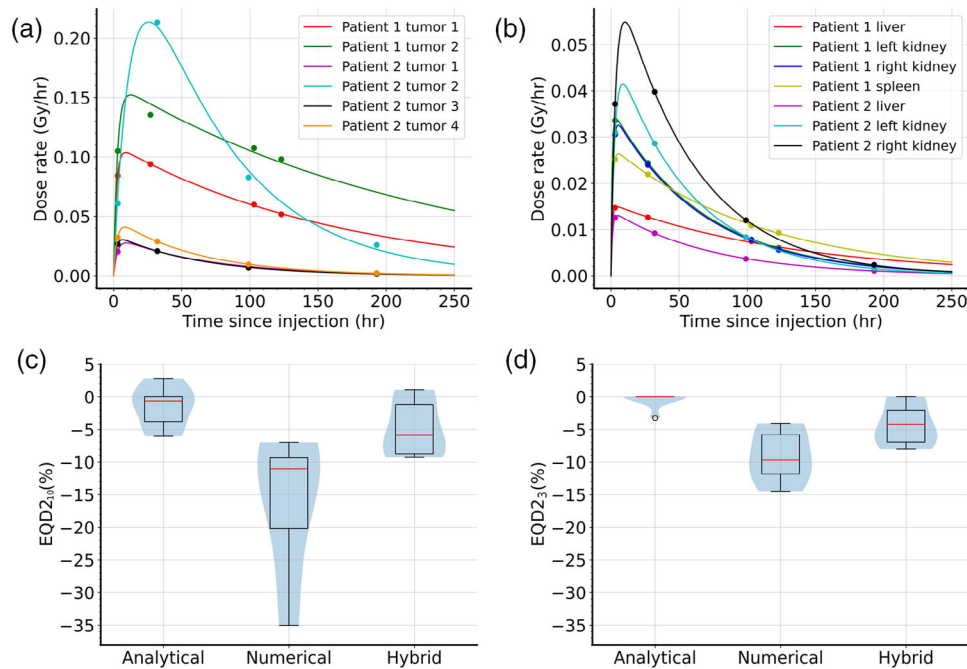 (a)
Dose rate (Gy/hr)
0.20
0.15
0.10
0.05
0.00
Patient 1 tumor 1
Patient 1 tumor 2
Patient 2 tumor 1
Patient 2 tumor 2
Patient 2 tumor 3
Patient 2 tumor 4
0 50 100 150 200 250
Time since injection (hr)
(b)
Dose rate (Gy/hr)
0.05
0.04
0.03
0.02
0.01
0.00
Patient 1 liver
Patient 1 left kidney
Patient 1 right kidney
Patient 1 spleen
Patient 2 liver
Patient 2 left kidney
Patient 2 right kidney
0 50 100 150 200 250
Time since injection (hr)
(c)
EQD2₁₀(%)
5
0
−5
−10
−15
−20
−25
−30
−35
Analytical Numerical Hybrid
(d)
EQD2₃(%)
5
0
−5
−10
−15
−20
−25
−30
−35
Analytical Numerical Hybrid